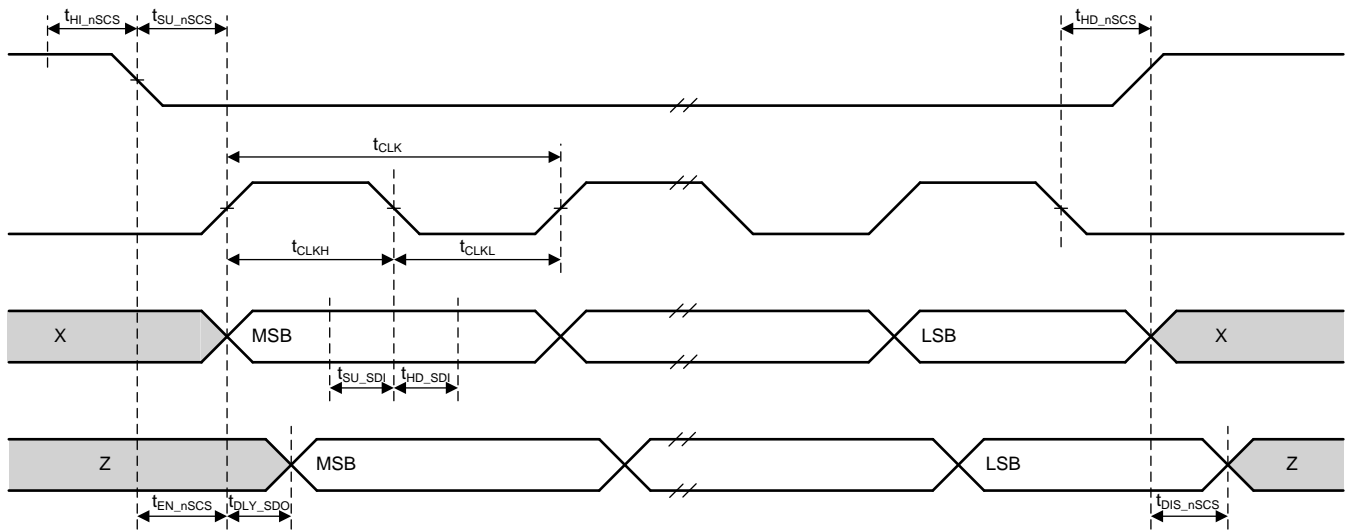 tHI_nSCS tSU_nSCS tHD_nSCS
tCLK
tCLKH tCLKL
X MSB LSB X
tSU_SDI tHD_SDI
Z MSB LSB Z
tEN_nSCS tDLY_SDO tDIS_nSCS